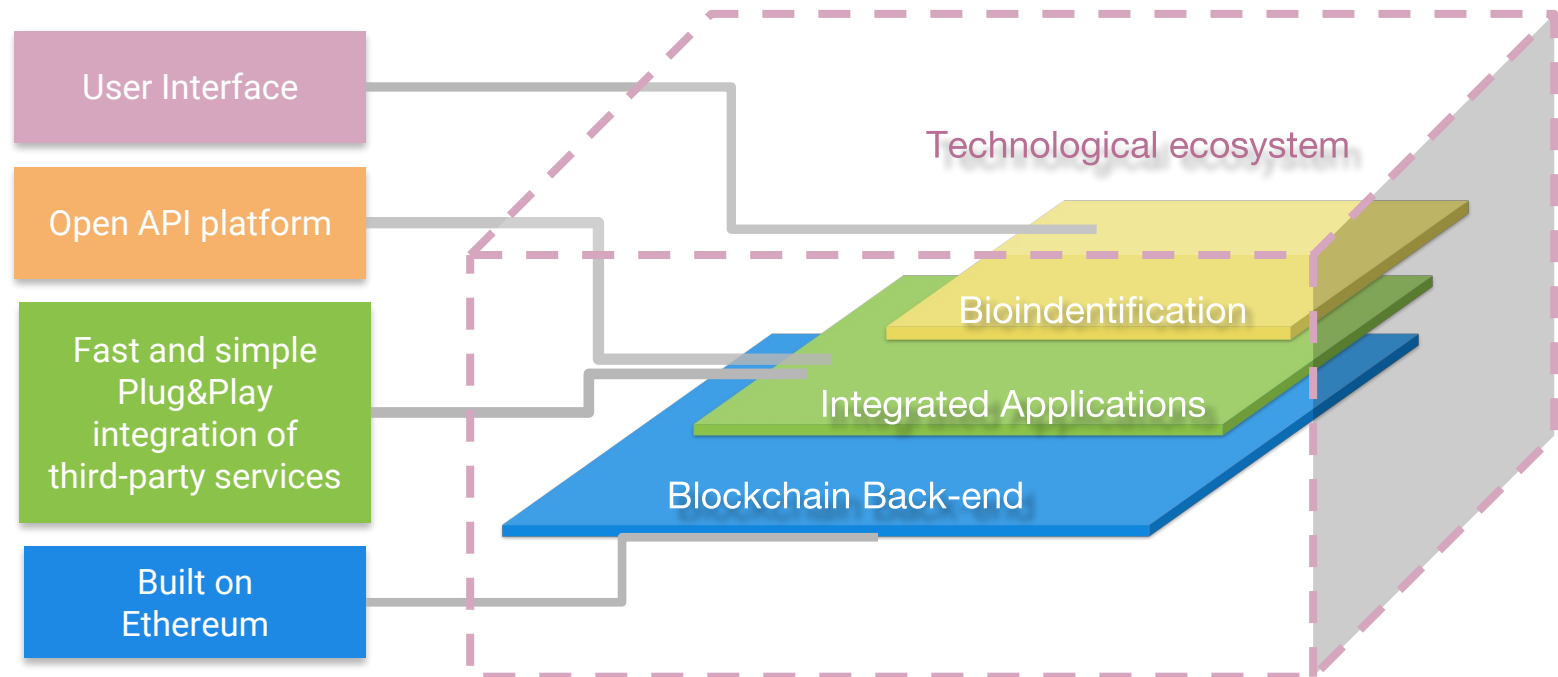 User Interface
Open API platform
Fast and simple
Plug&Play
integration of
third-party services
Built on
Ethereum
Technological ecosystem
Bioindentification
Integrated Applications
Blockchain Back-end